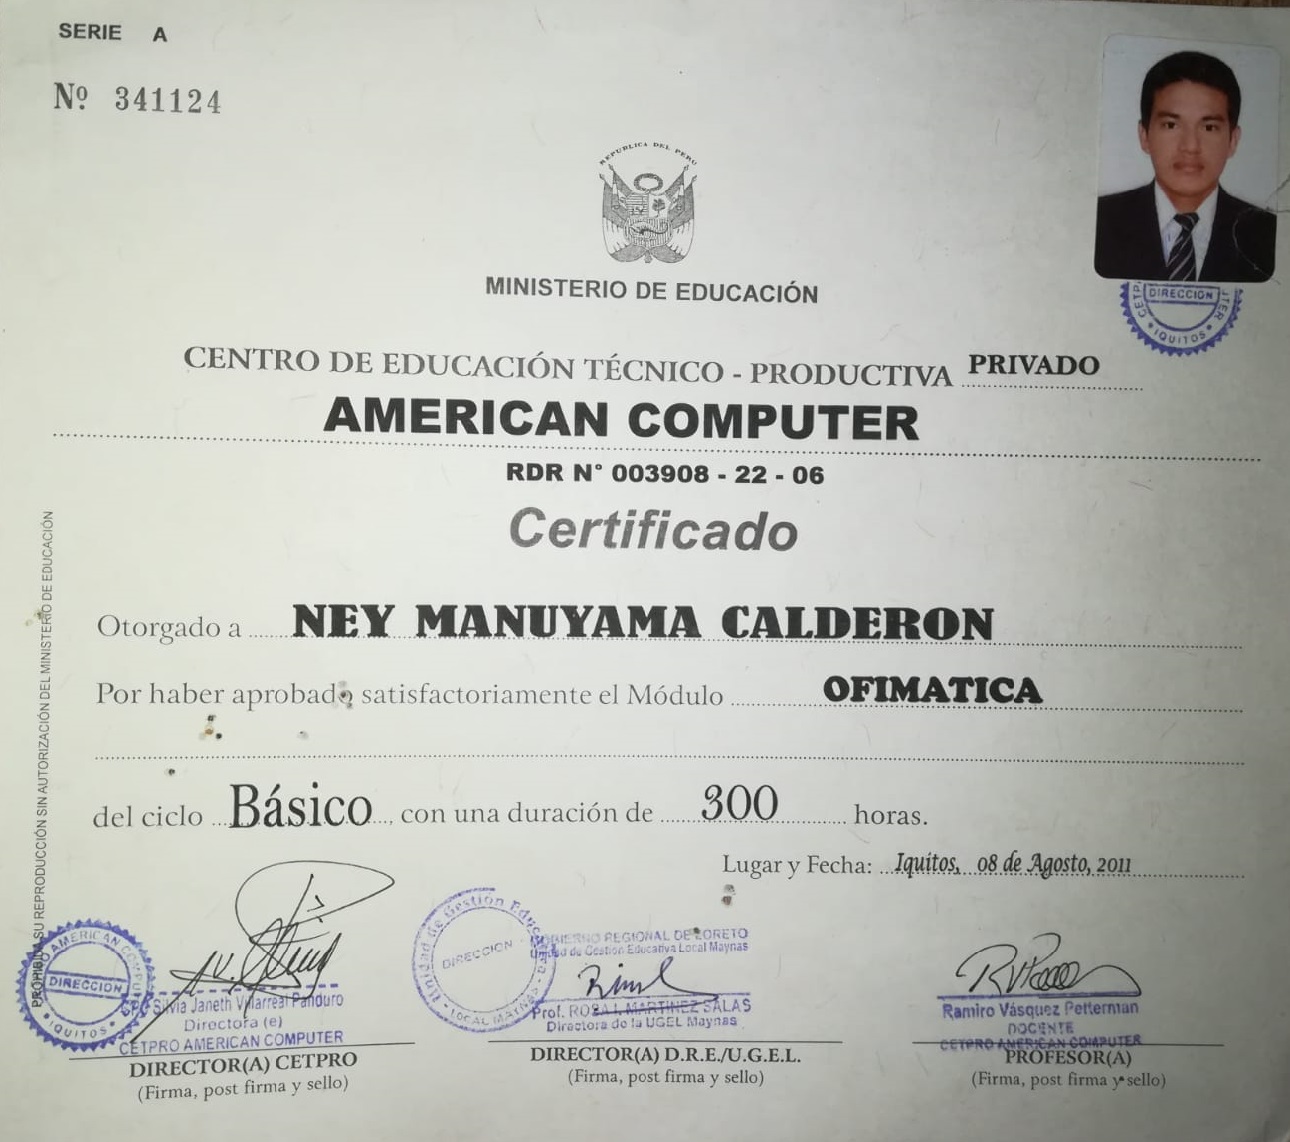 SERIE A
Nº 341124
REPUBLICA DEL PERU
MINISTERIO DE EDUCACIÓN
DIRECCION
IQUITOS
CENTRO DE EDUCACIÓN TÉCNICO - PRODUCTIVA PRIVADO
AMERICAN COMPUTER
RDR N° 003908 - 22 - 06
Certificado
Otorgado a NEY MANUYAMA CALDERON
Por haber aprobado satisfactoriamente el Módulo OFIMATICA
del ciclo Básico, con una duración de 300 horas.
Lugar y Fecha: Iquitos, 08 de Agosto, 2011
SU REPRODUCCIÓN SIN AUTORIZACIÓN DEL MINISTERIO DE EDUCACIÓN
AMERICAN
DIRECCION
IQUITOS
Silvia Janeth Villarreal Panduro
Directora (e)
CETPRO AMERICAN COMPUTER
DIRECTOR(A) CETPRO
(Firma, post firma y sello)
Unidad de Gestión
DIRECCION
LOCAL MAYNAS
GOBIERNO REGIONAL DE LORETO
Unidad de Gestión Educativa Local Maynas
Prof. ROSA I. MARTINEZ SALAS
Directora de la UGEL Maynas
DIRECTOR(A) D.R.E./U.G.E.L.
(Firma, post firma y sello)
Ramiro Vásquez Petterman
DOCENTE
CETPRO AMERICAN COMPUTER
PROFESOR(A)
(Firma, post firma y sello)